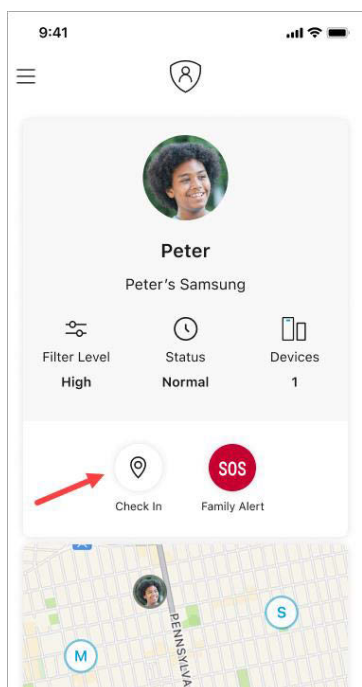 9:41
Peter
Peter's Samsung
Filter Level Status Devices
High Normal 1
SOS
Check In Family Alert
S
PENNSYLVA
M